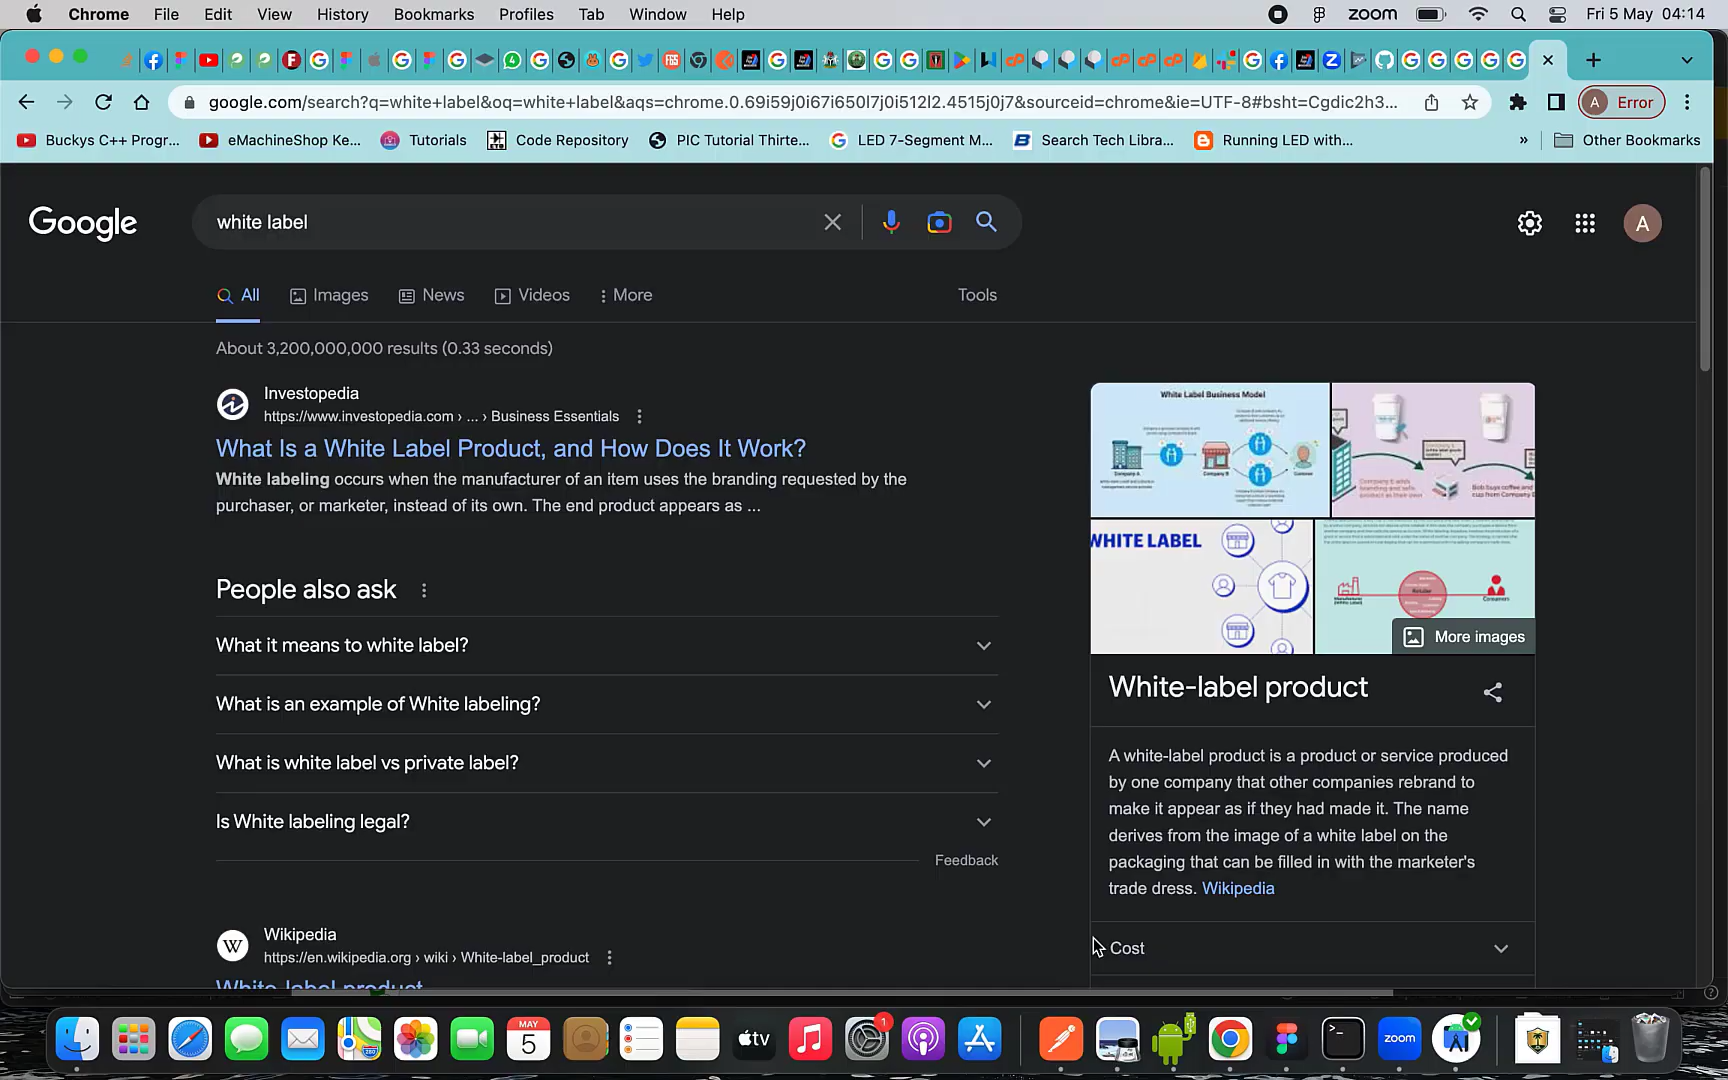 Chrome File Edit View History Bookmarks Profiles Tab Window Help zoom Fri 5 May 04:14
google.com/search?q=white+label&oq=white+label&aqs=chrome.0.69i59j0i67i650l7j0i512l2.4515j0j7&sourceid=chrome&ie=UTF-8#bsht=Cgdic2h3... A Error
Buckys C++ Progr... eMachineShop Ke... Tutorials Code Repository PIC Tutorial Thirte... LED 7-Segment M... Search Tech Libra... Running LED with... » Other Bookmarks
Google white label A
All Images News Videos More Tools
About 3,200,000,000 results (0.33 seconds)
Investopedia
https://www.investopedia.com › ... › Business Essentials
What Is a White Label Product, and How Does It Work?
White labeling occurs when the manufacturer of an item uses the branding requested by the
purchaser, or marketer, instead of its own. The end product appears as ...
People also ask
What it means to white label?
What is an example of White labeling?
What is white label vs private label?
Is White labeling legal?
Feedback
Wikipedia
https://en.wikipedia.org › wiki › White-label_product
White-label product
White Label Business Model
WHITE LABEL
More images
White-label product
A white-label product is a product or service produced
by one company that other companies rebrand to
make it appear as if they had made it. The name
derives from the image of a white label on the
packaging that can be filled in with the marketer's
trade dress. Wikipedia
Cost
MAY
5
tv
1
zoom